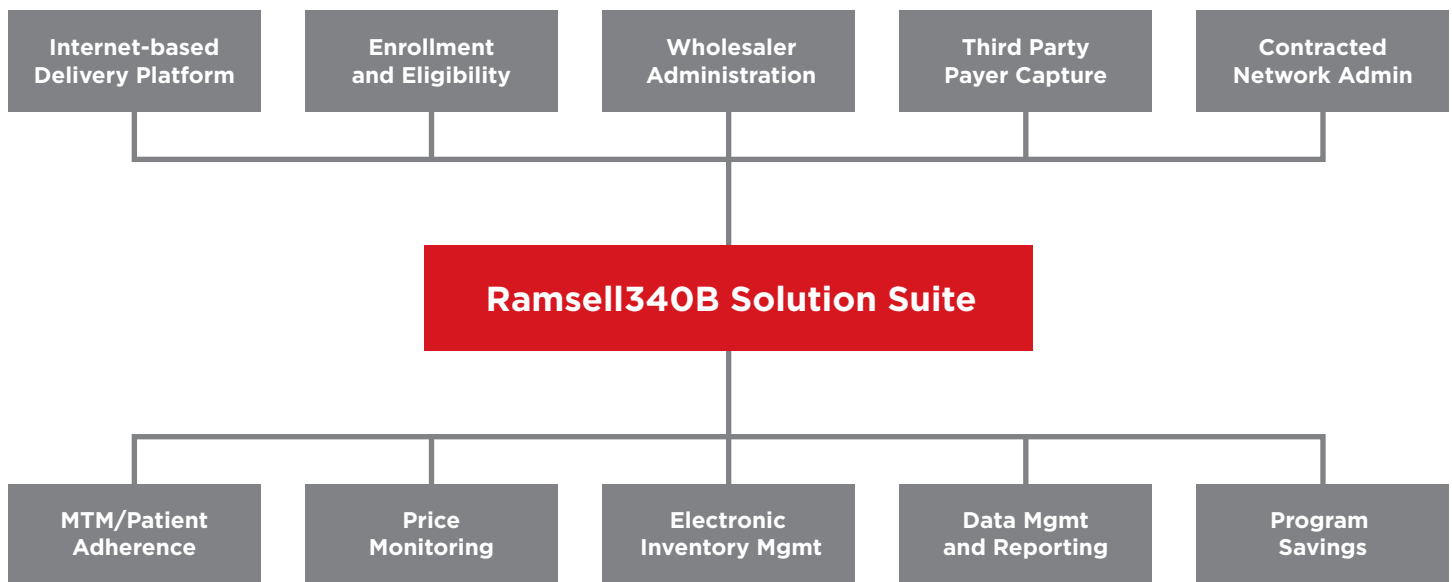 Internet-based
Delivery Platform
Enrollment
and Eligibility
Wholesaler
Administration
Third Party
Payer Capture
Contracted
Network Admin
Ramsell340B Solution Suite
MTM/Patient
Adherence
Price
Monitoring
Electronic
Inventory Mgmt
Data Mgmt
and Reporting
Program
Savings